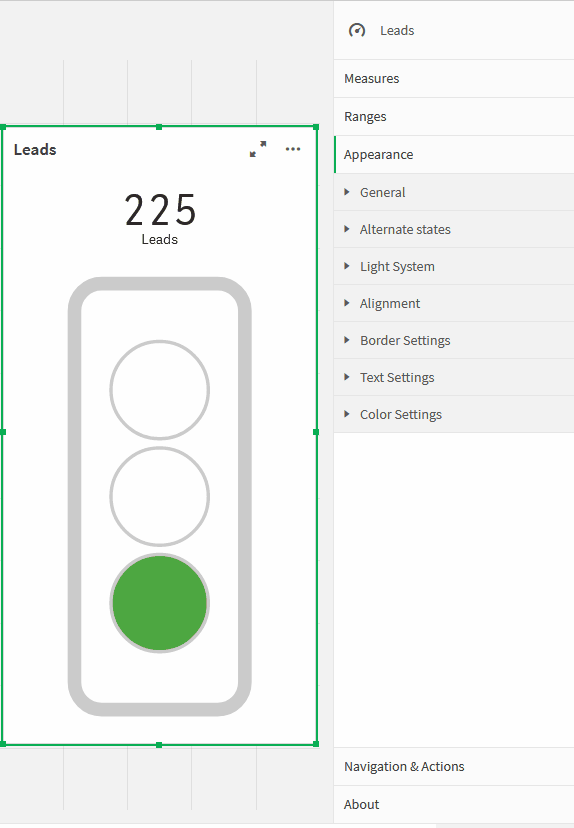 Leads
225
Leads
Leads
Measures
Ranges
Appearance
General
Alternate states
Light System
Alignment
Border Settings
Text Settings
Color Settings
Navigation & Actions
About